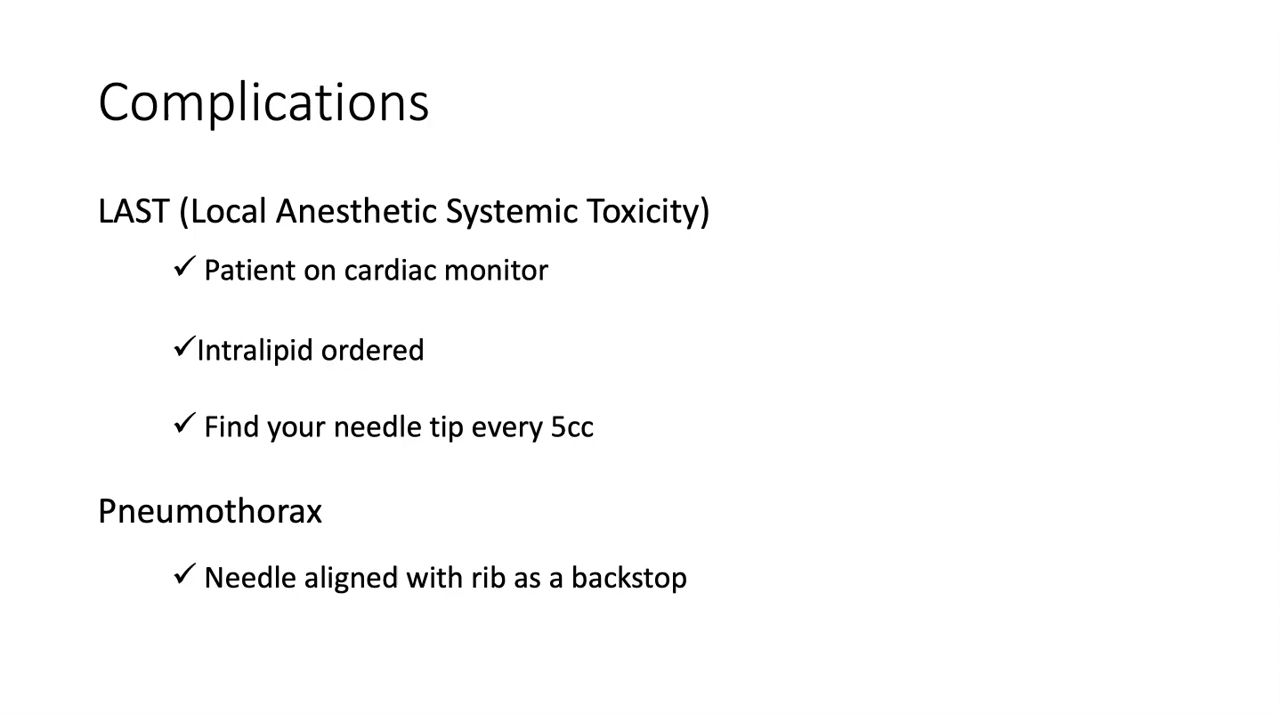 Complications
LAST (Local Anesthetic Systemic Toxicity)
✓ Patient on cardiac monitor
✓Intralipid ordered
✓ Find your needle tip every 5cc
Pneumothorax
✓ Needle aligned with rib as a backstop